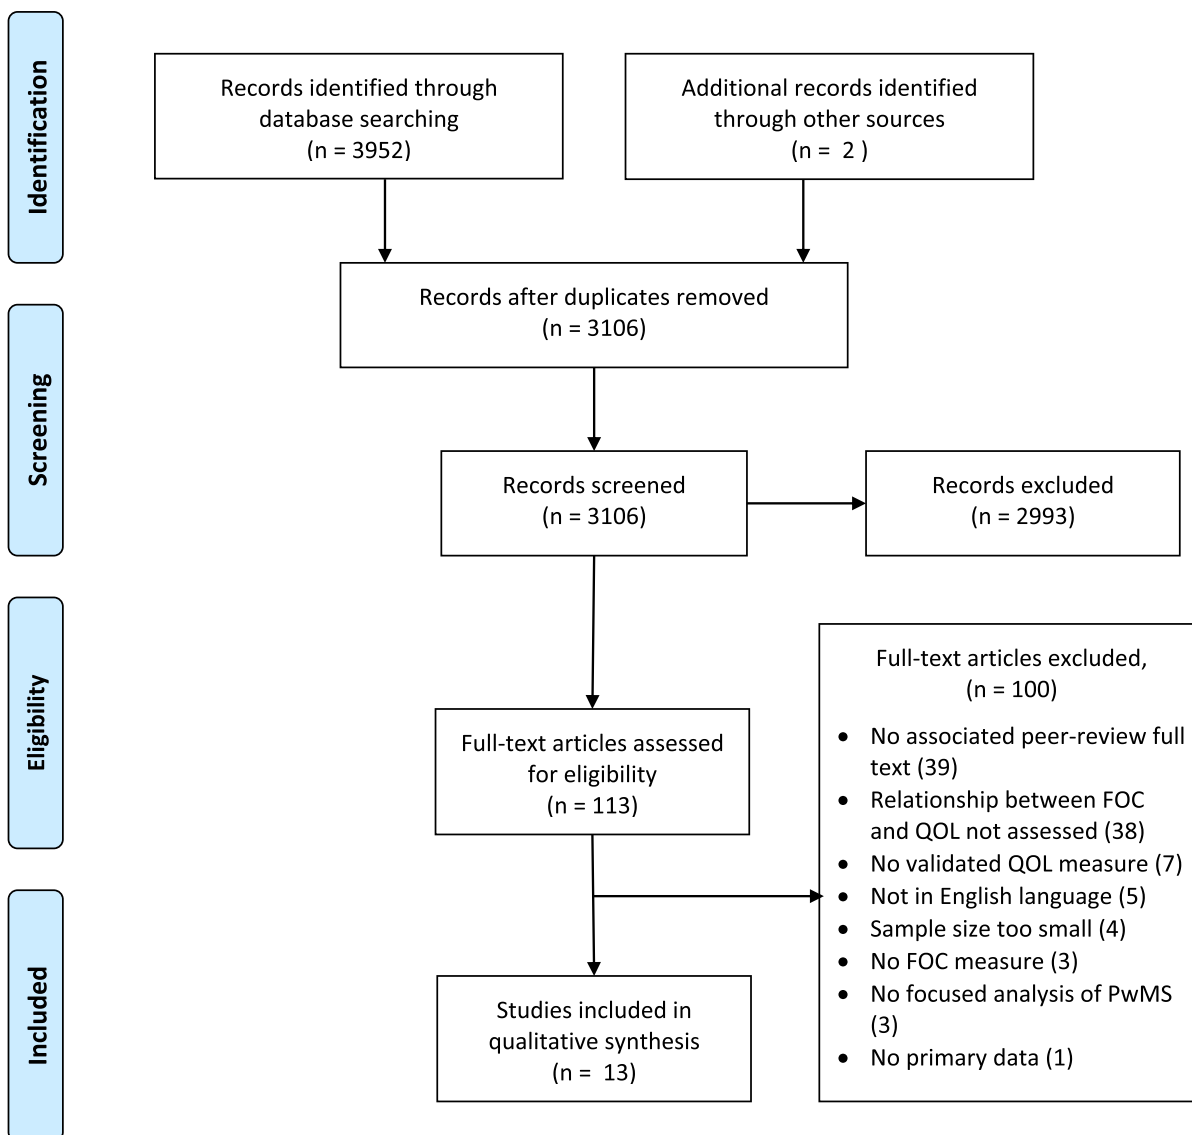 Identification
Records identified through
database searching
(n = 3952)
Additional records identified
through other sources
(n =  2 )
Records after duplicates removed
(n = 3106)
Screening
Records screened
(n = 3106)
Records excluded
(n = 2993)
Eligibility
Full-text articles assessed
for eligibility
(n = 113)
Full-text articles excluded,
(n = 100)
• No associated peer-review full
text (39)
• Relationship between FOC
and QOL not assessed (38)
• No validated QOL measure (7)
• Not in English language (5)
• Sample size too small (4)
• No FOC measure (3)
• No focused analysis of PwMS
(3)
• No primary data (1)
Included
Studies included in
qualitative synthesis
(n =  13)